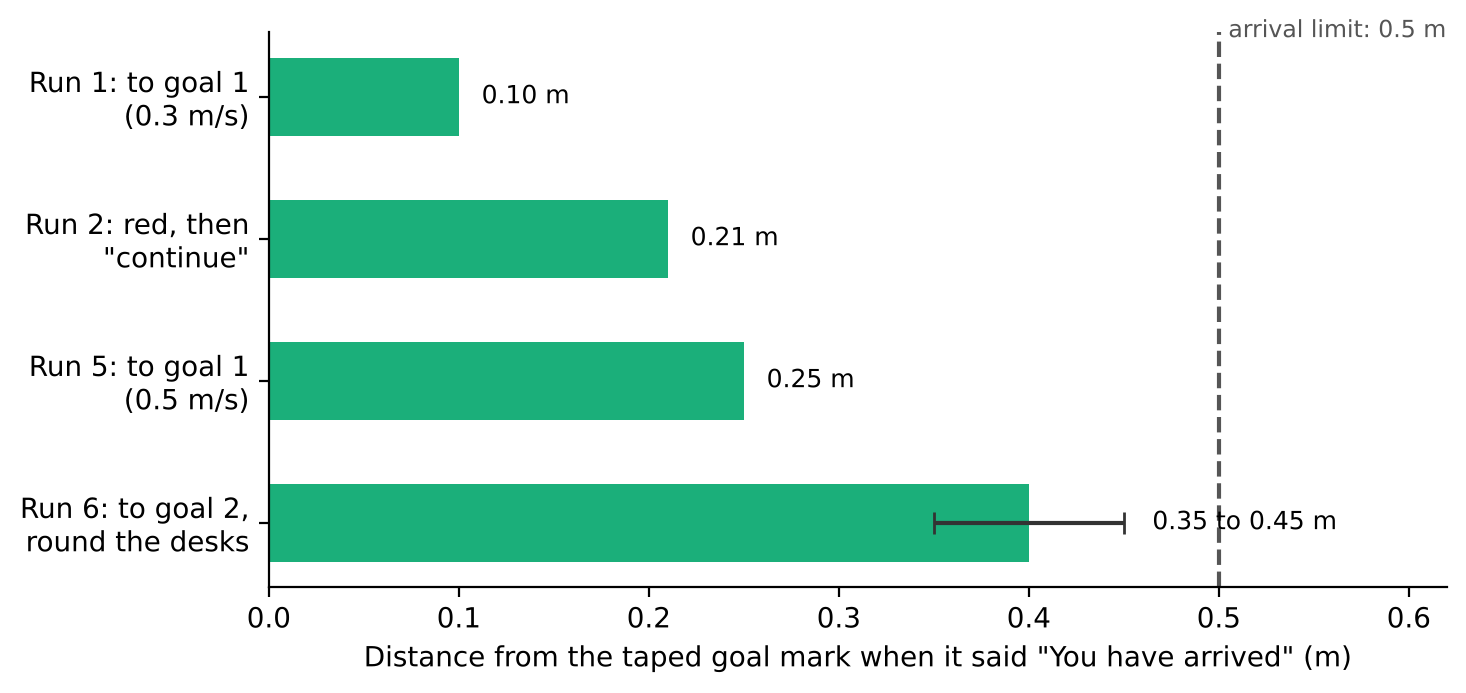 arrival limit: 0.5 m
Run 1: to goal 1
(0.3 m/s)
0.10 m
Run 2: red, then
"continue"
0.21 m
Run 5: to goal 1
(0.5 m/s)
0.25 m
Run 6: to goal 2,
round the desks
0.35 to 0.45 m
0.0 0.1 0.2 0.3 0.4 0.5 0.6
Distance from the taped goal mark when it said "You have arrived" (m)